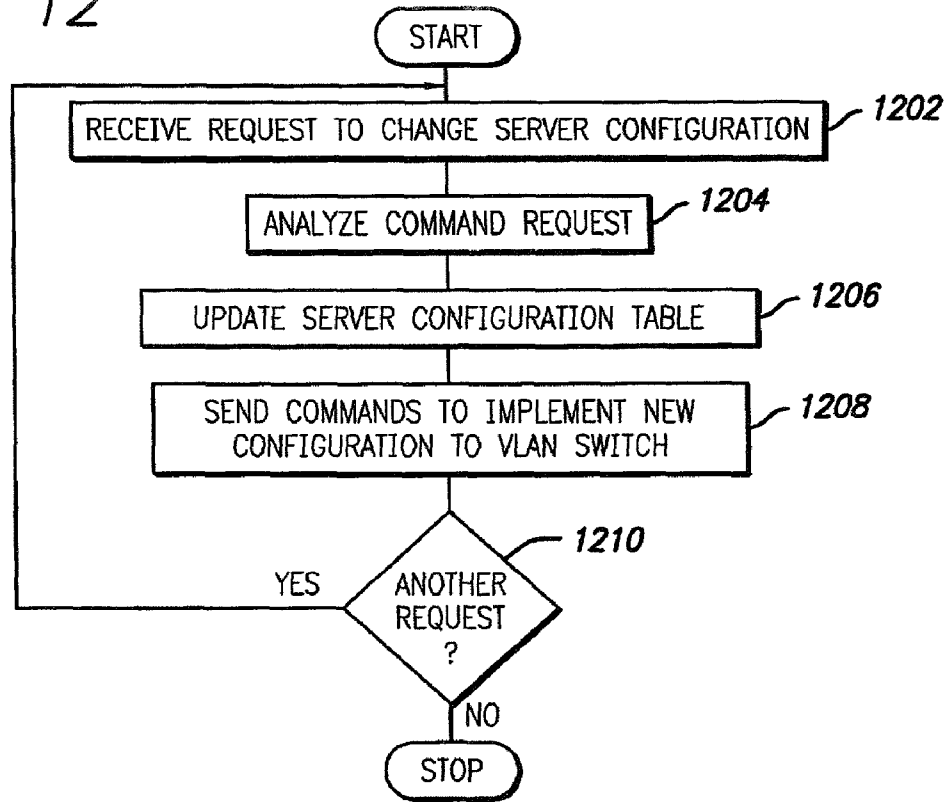 12
START
RECEIVE REQUEST TO CHANGE SERVER CONFIGURATION
1202
ANALYZE COMMAND REQUEST
1204
UPDATE SERVER CONFIGURATION TABLE
1206
SEND COMMANDS TO IMPLEMENT NEW
CONFIGURATION TO VLAN SWITCH
1208
1210
YES
ANOTHER
REQUEST
?
NO
STOP